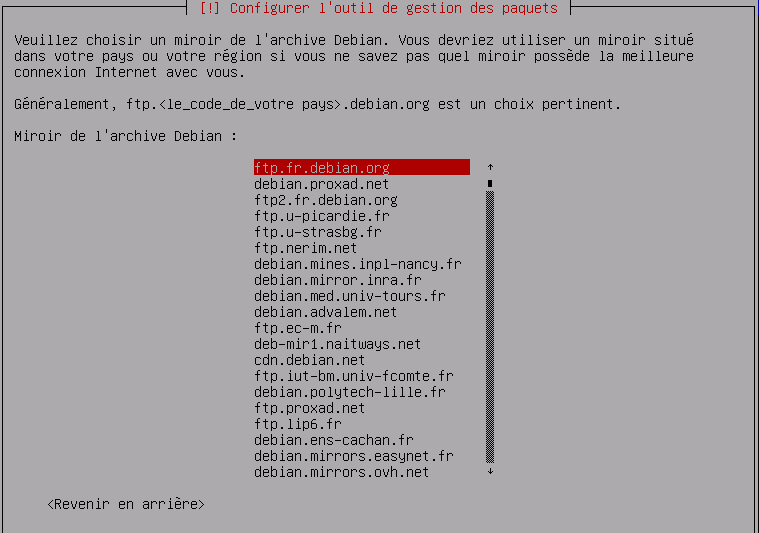 [!] Configurer l'outil de gestion des paquets
Veuillez choisir un miroir de l'archive Debian. Vous devriez utiliser un miroir situé
dans votre pays ou votre région si vous ne savez pas quel miroir possède la meilleure
connexion Internet avec vous.
Généralement, ftp.<le_code_de_votre pays>.debian.org est un choix pertinent.
Miroir de l'archive Debian :
ftp.fr.debian.org
debian.proxad.net
ftp2.fr.debian.org
ftp.u-picardie.fr
ftp.u-strasbg.fr
ftp.nerim.net
debian.mines.inpl-nancy.fr
debian.mirror.inra.fr
debian.med.univ-tours.fr
debian.advalem.net
ftp.ec-m.fr
deb-mir1.naitways.net
cdn.debian.net
ftp.iut-bm.univ-fcomte.fr
debian.polytech-lille.fr
ftp.proxad.net
ftp.lip6.fr
debian.ens-cachan.fr
debian.mirrors.easynet.fr
debian.mirrors.ovh.net
<Revenir en arrière>